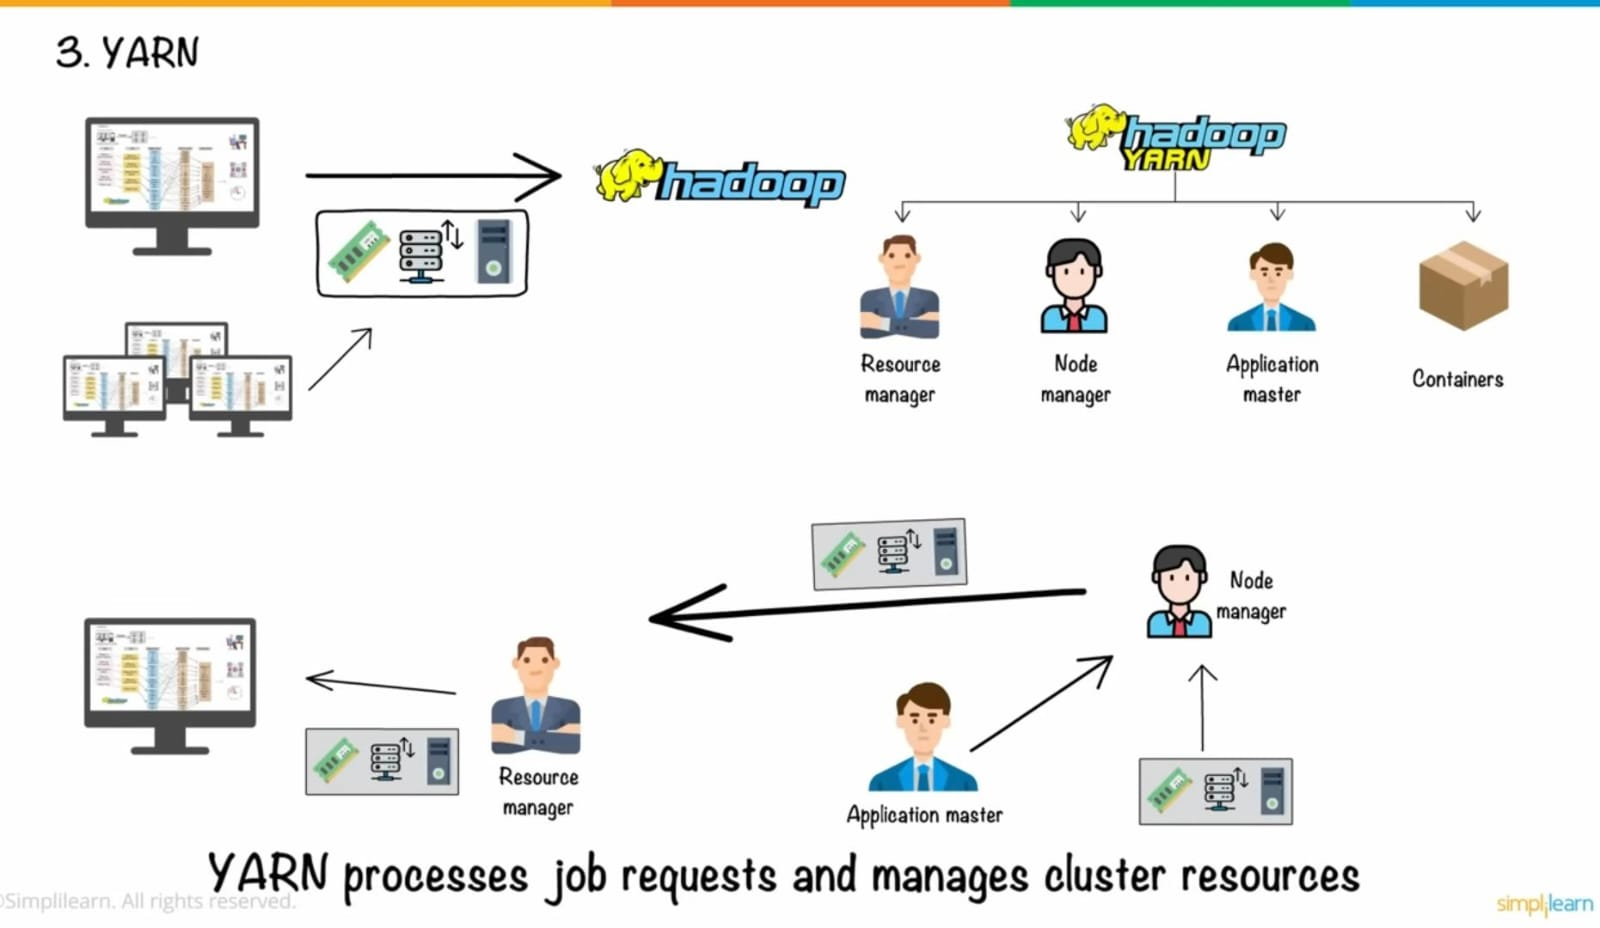 3. YARN
hadoop
hadoop
YARN
Resource
manager
Node
manager
Application
master
Containers
Node
manager
Resource
manager
Application master
YARN processes job requests and manages cluster resources
©Simplilearn. All rights reserved.
simplilearn